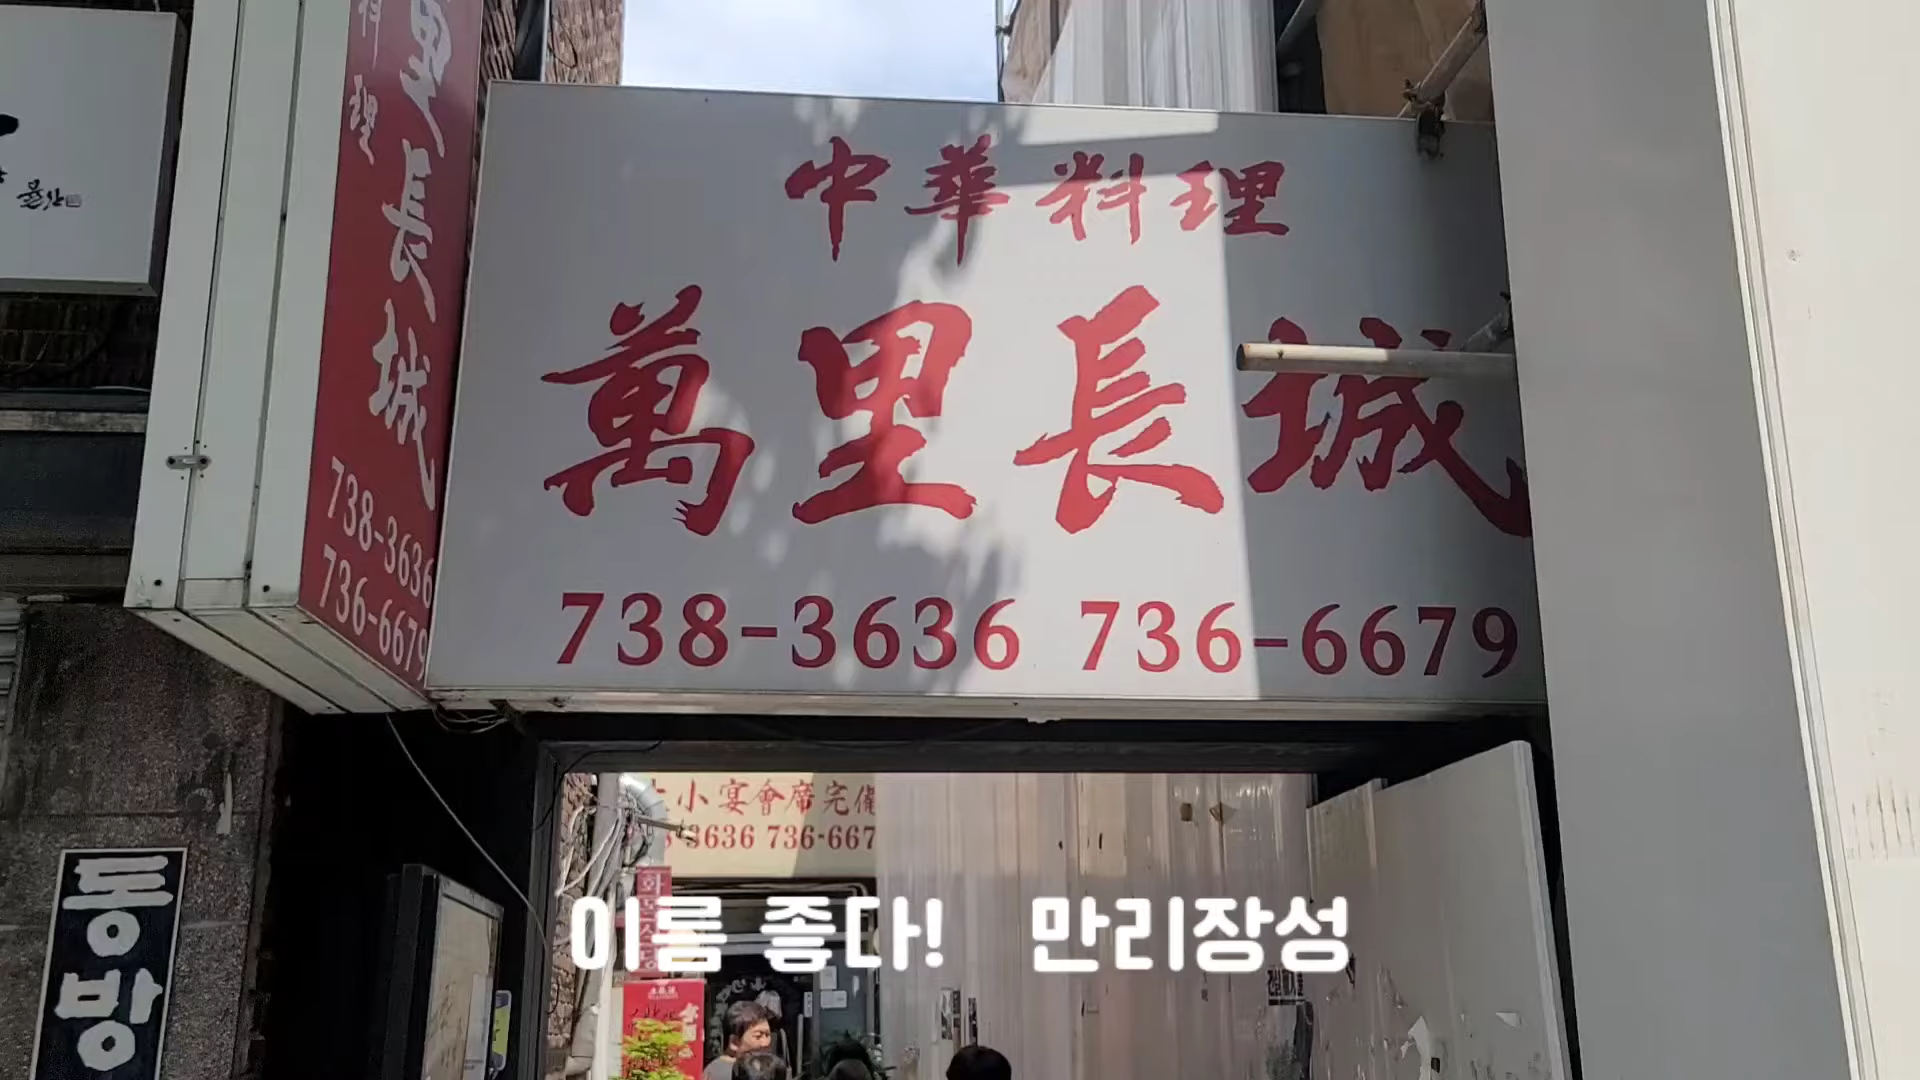 中華料理
萬里長城
738-3636 736-6679
里長城
料理
738-3636
736-6679
小宴會席完備
3636 736-667
이름 좋다! 만리장성
동방